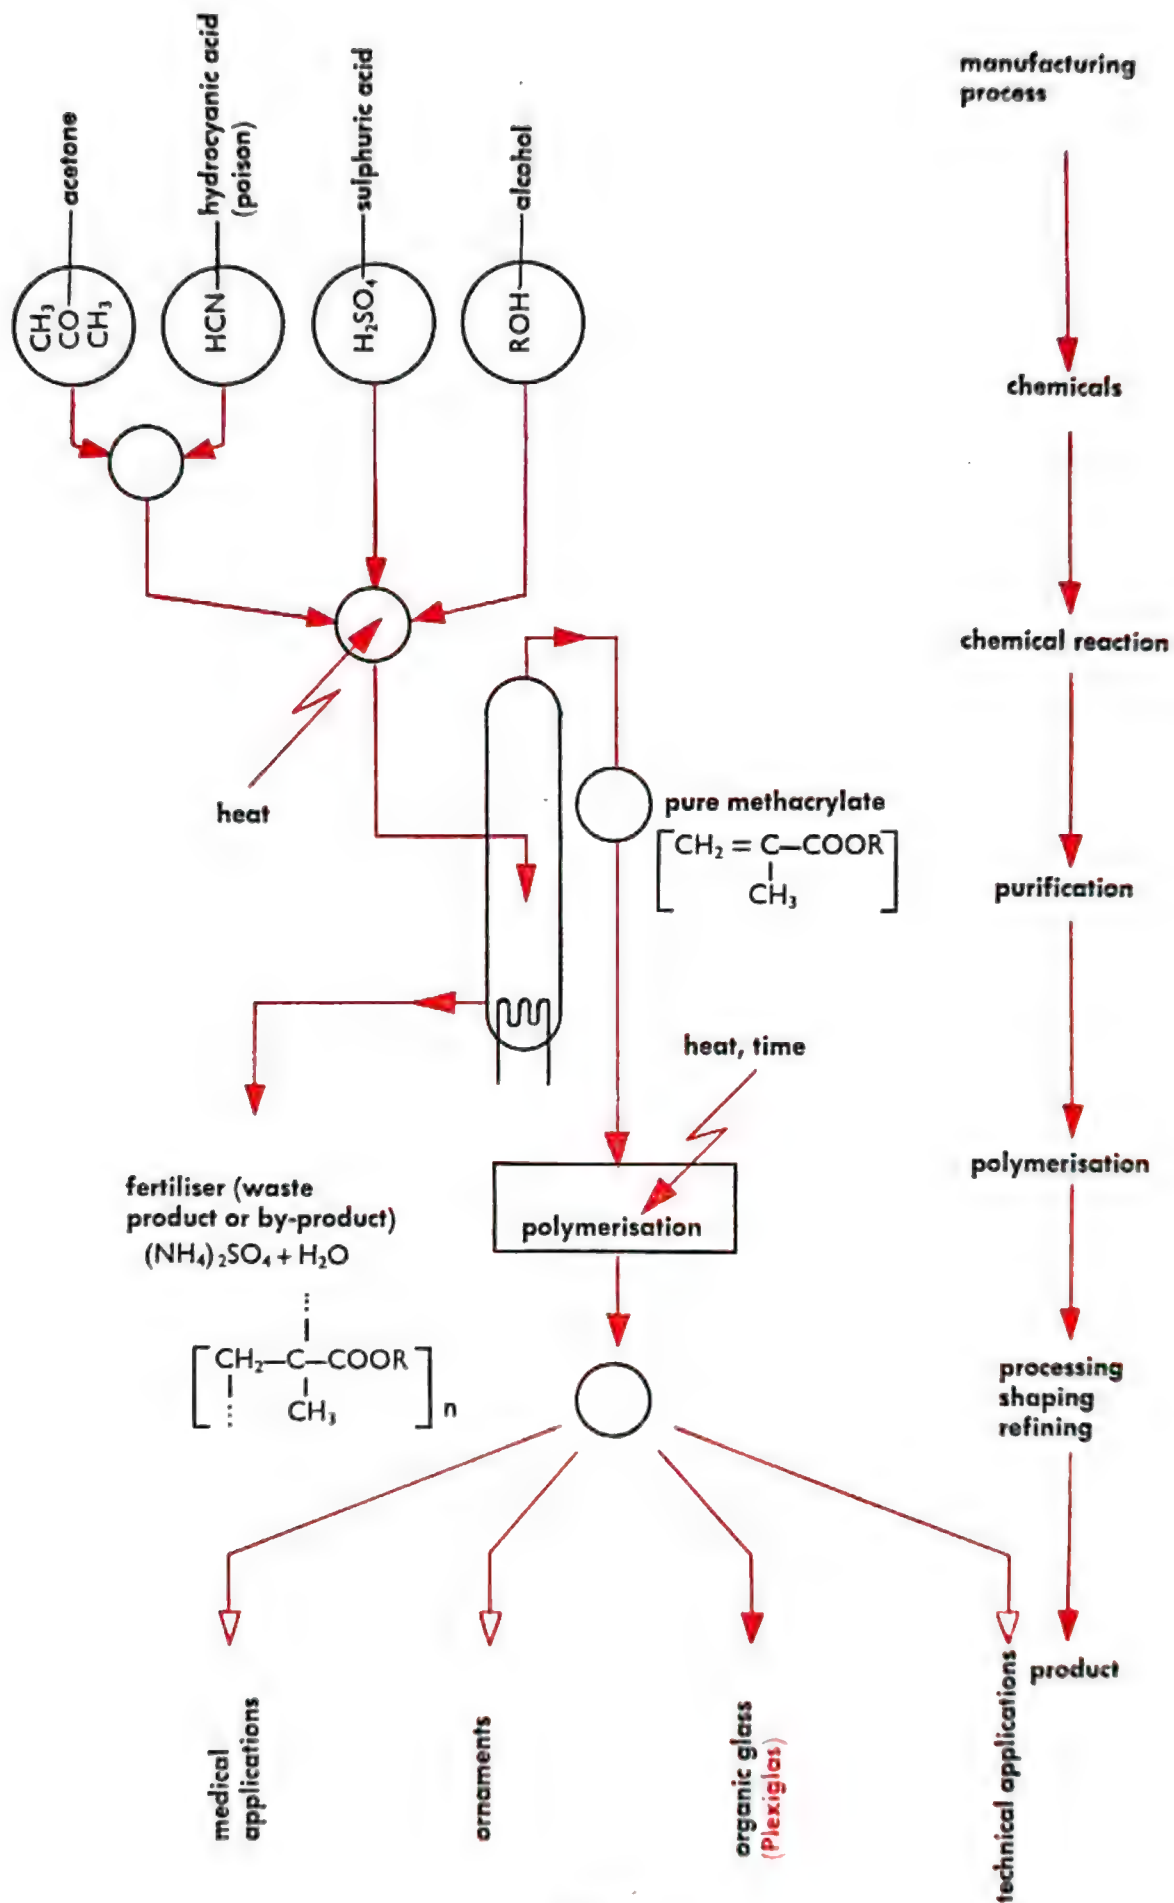 acetone
hydrocyanic acid
(poison)
sulphuric acid
alcohol
CH₃
CO
CH₃
HCN
H₂SO₄
ROH
heat
pure methacrylate
CH₂ = C—COOR
CH₃
heat, time
polymerisation
fertiliser (waste
product or by-product)
(NH₄)₂SO₄ + H₂O
CH₂—C—COOR
CH₃
n
medical
applications
ornaments
organic glass
(Plexiglas)
technical applications
manufacturing
process
chemicals
chemical reaction
purification
polymerisation
processing
shaping
refining
product